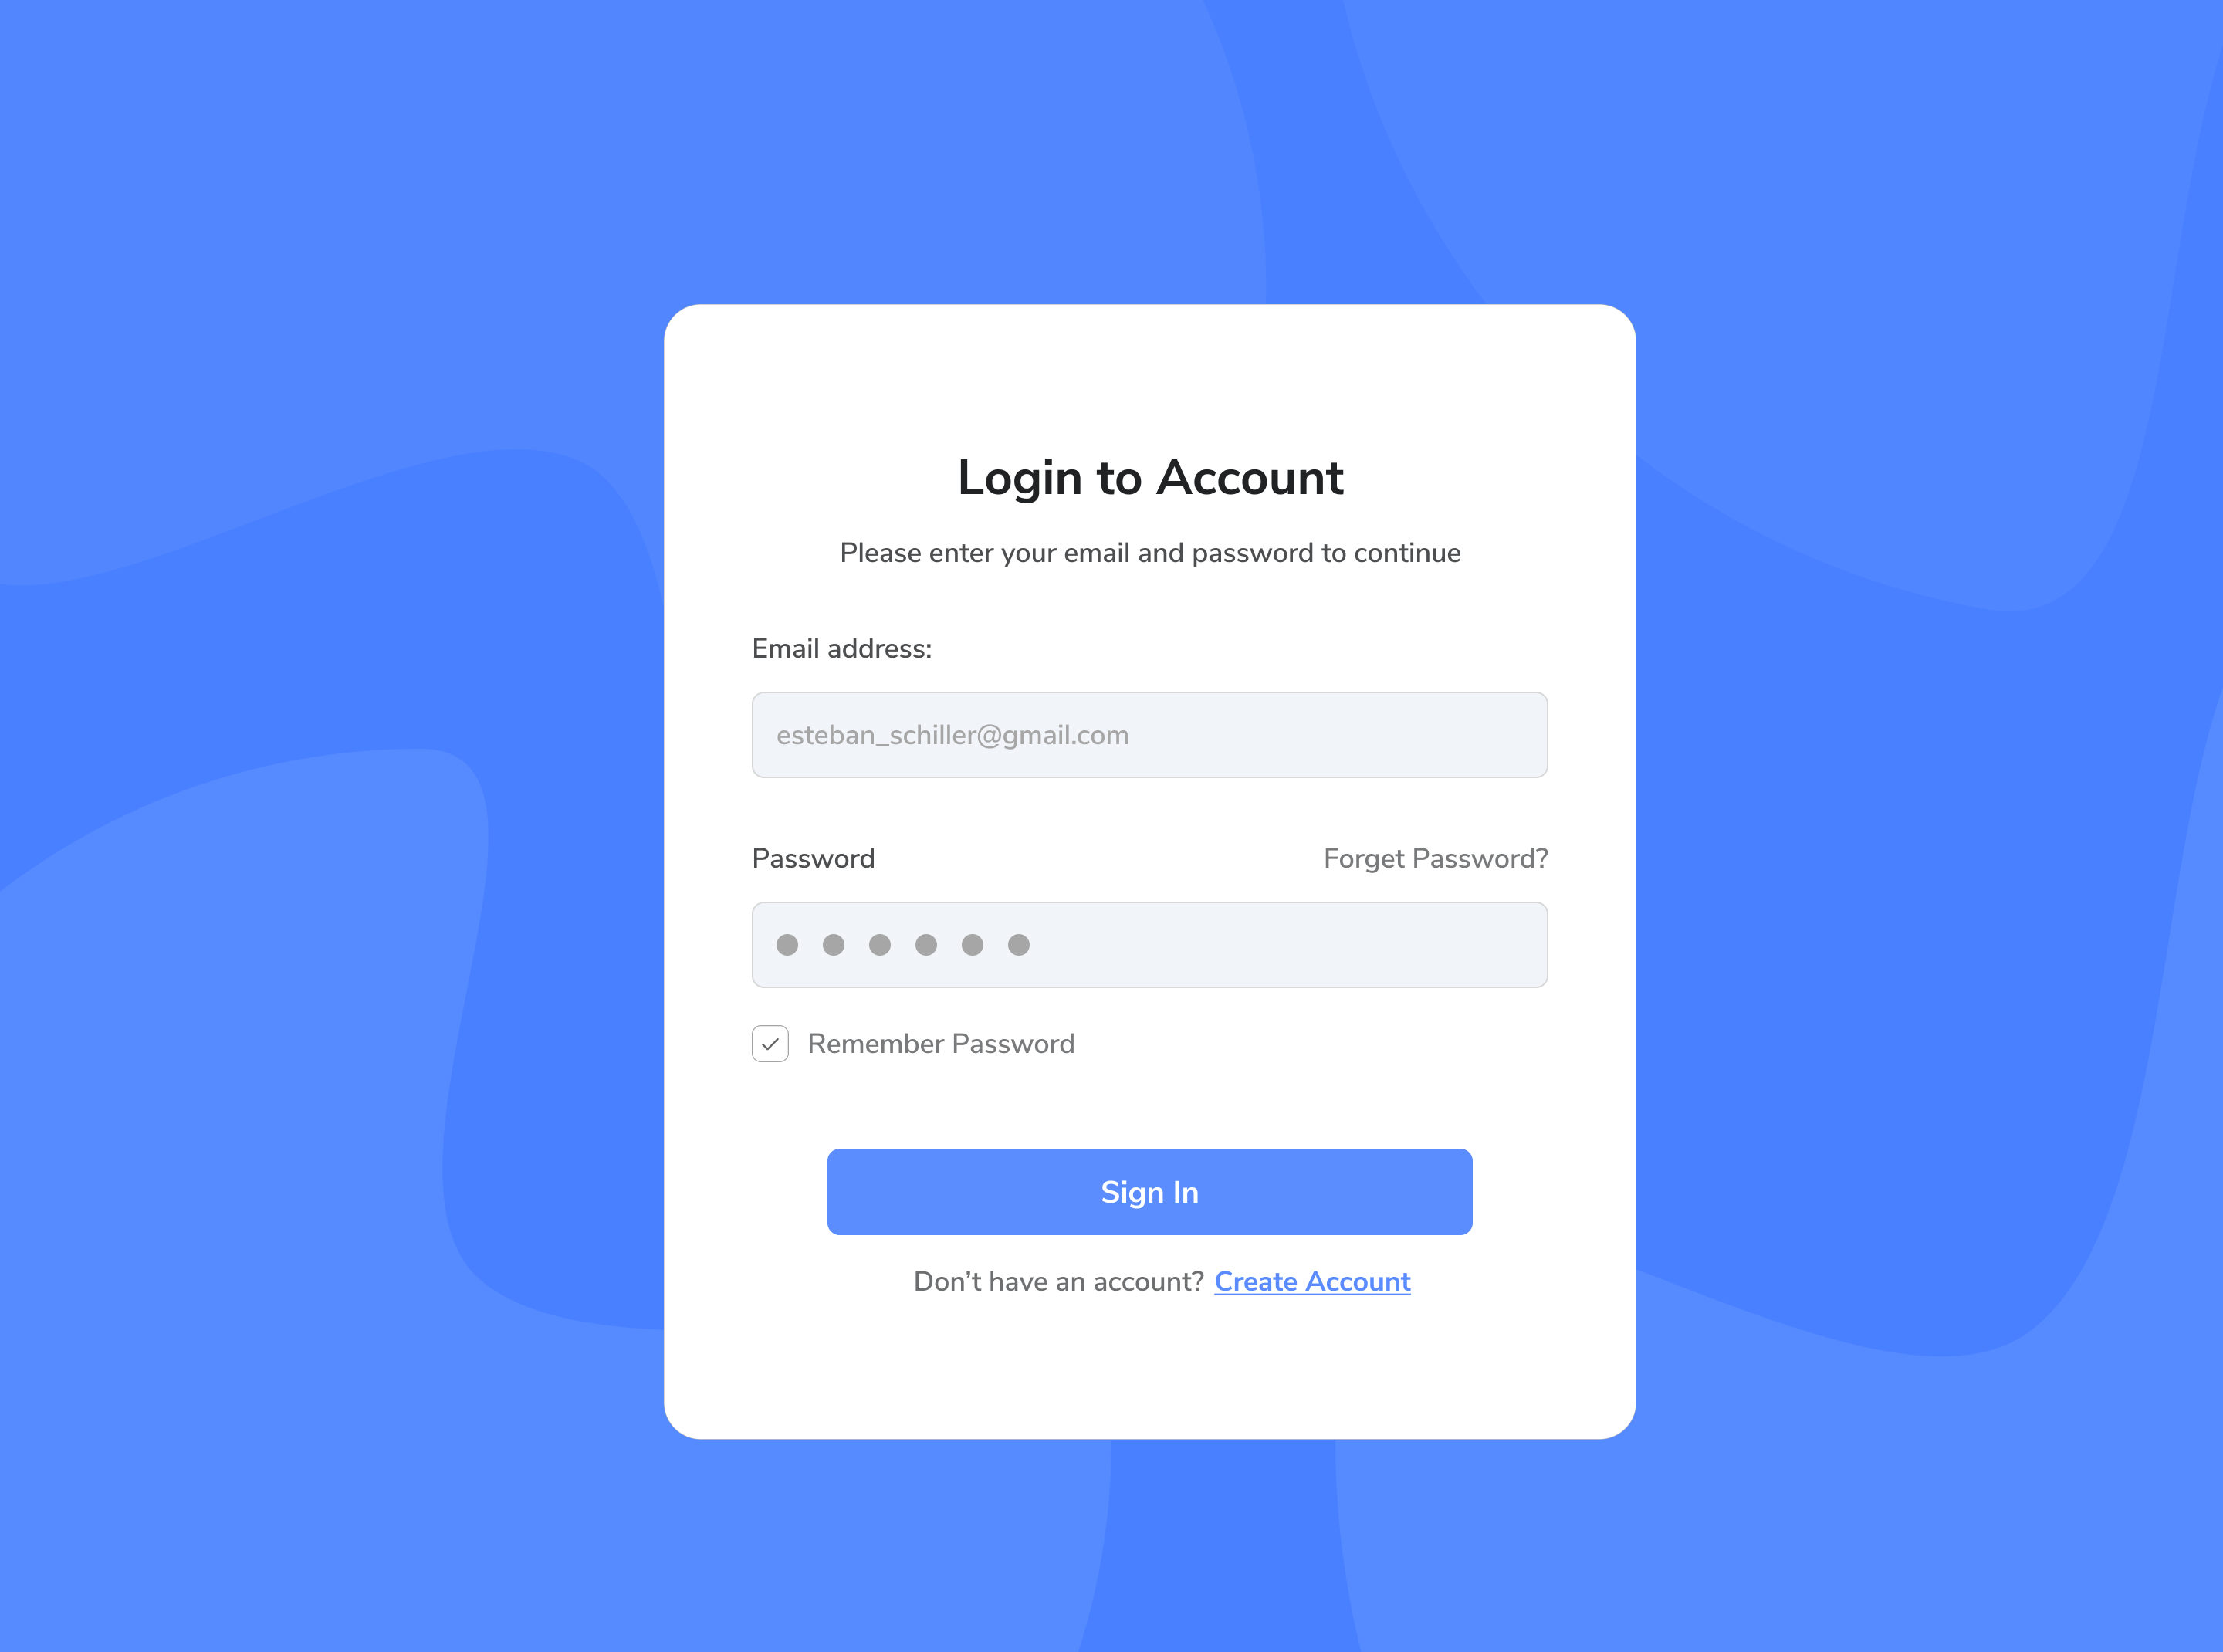 Login to Account
Please enter your email and password to continue
Email address:
esteban_schiller@gmail.com
Password
Forget Password?
Remember Password
Sign In
Don’t have an account? Create Account